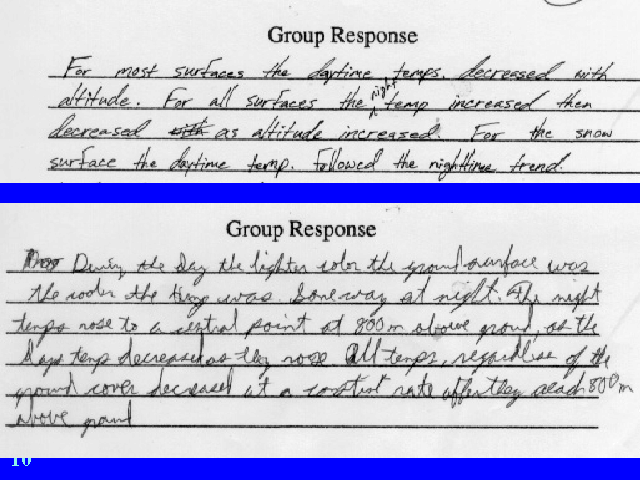 Group Response
For most surfaces the daytime temps. decreased with
altitude. For all surfaces the night temp increased then
decreased as altitude increased. For the snow
surface the daytime temp. followed the nighttime trend.
Group Response
During the day the lighter color the ground surface was
the cooler the temp was. Same way at night. The night
temps rose to a central point at 800 m above ground, as the
days temp decreased as they rose All temps, regardless of the
ground cover decreased at a constant rate after they reach 800 m
above ground
10